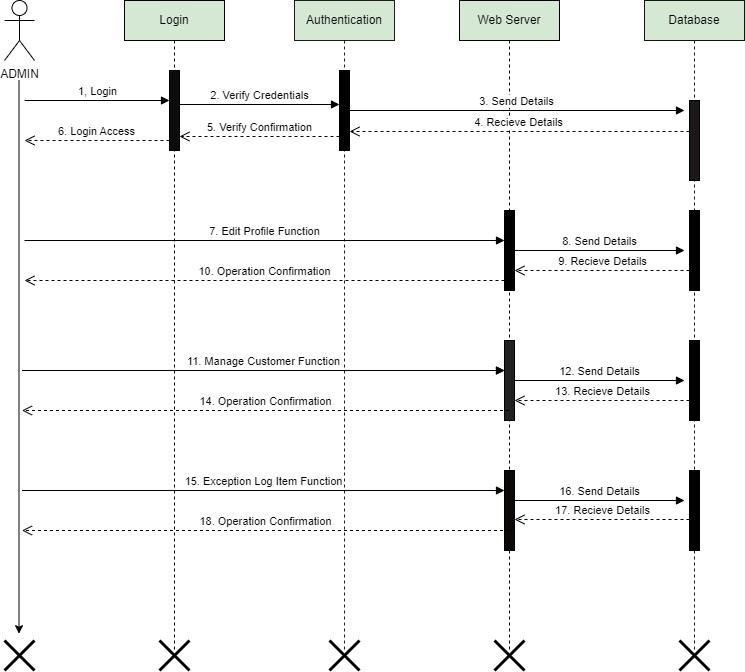 Login
Authentication
Web Server
Database
ADMIN
1, Login
2. Verify Credentials
3. Send Details
4. Recieve Details
5. Verify Confirmation
6. Login Access
7. Edit Profile Function
8. Send Details
9. Recieve Details
10. Operation Confirmation
11. Manage Customer Function
12. Send Details
13. Recieve Details
14. Operation Confirmation
15. Exception Log Item Function
16. Send Details
17. Recieve Details
18. Operation Confirmation